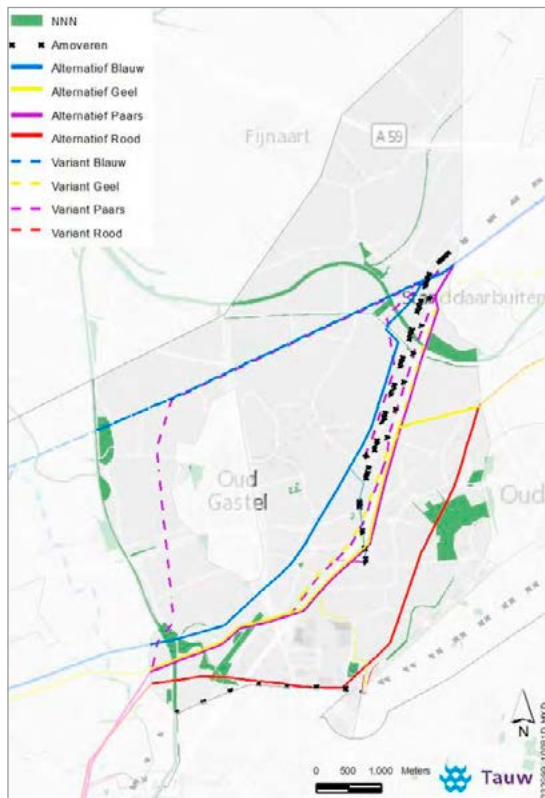 NNN
Amoveren
Alternatief Blauw
Alternatief Geel
Alternatief Paars
Alternatief Rood
Variant Blauw
Variant Geel
Variant Paars
Variant Rood
Fijnaart
A 59
Oud
Gastel
Oud
N
0 500 1.000 Meters
Tauw